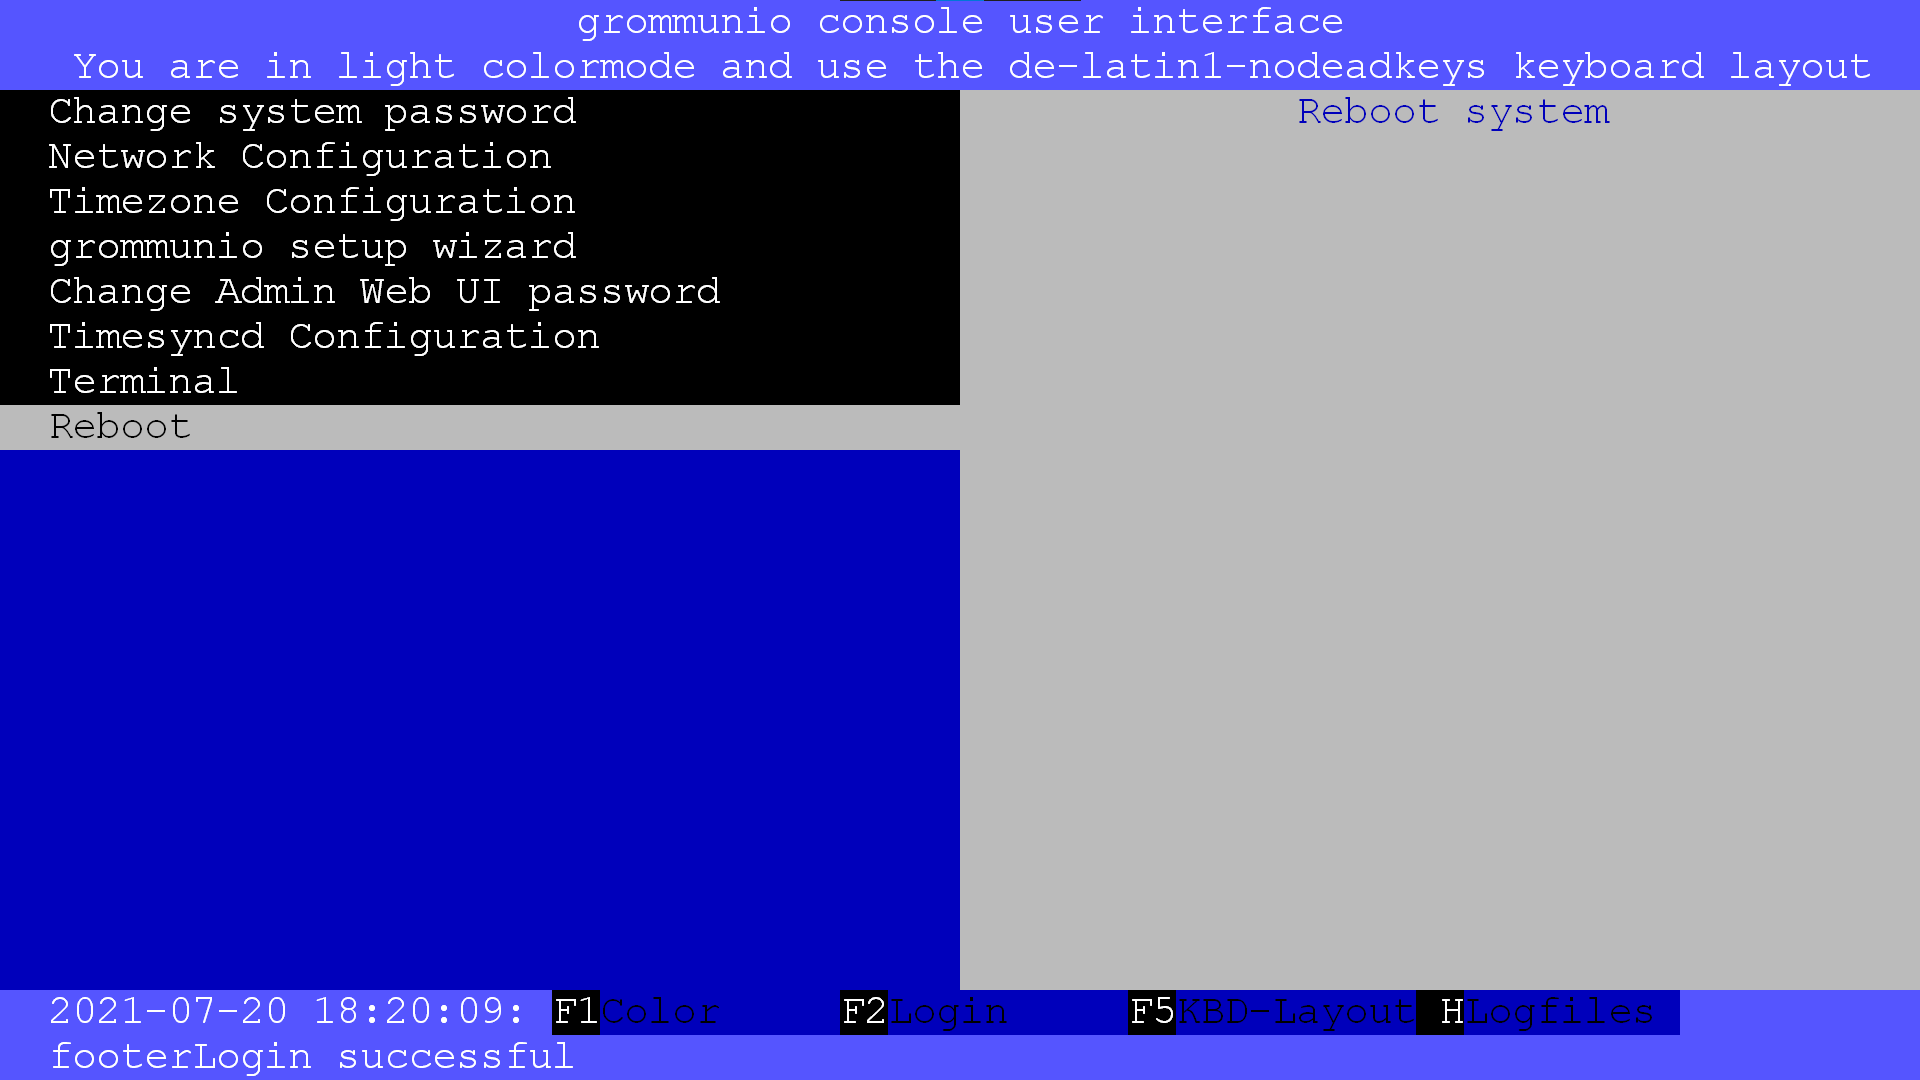 grommunio console user interface
You are in light colormode and use the de-latin1-nodeadkeys keyboard layout
Change system password
Reboot system
Network Configuration
Timezone Configuration
grommunio setup wizard
Change Admin Web UI password
Timesyncd Configuration
Terminal
Reboot
2021-07-20 18:20:09: F1Color F2Login F5KBD-Layout HLogfiles
footerLogin successful